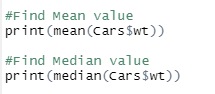 #Find Mean value
print(mean(Cars$wt))
#Find Median value
print(median(Cars$wt))